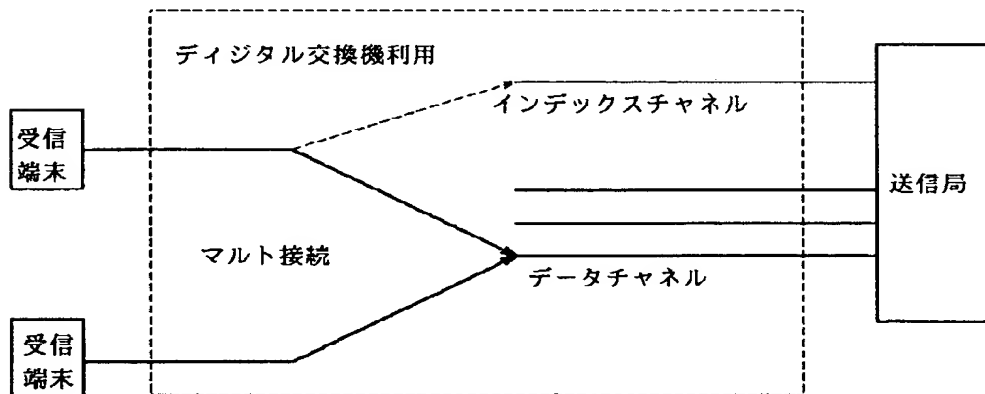 ディジタル交換機利用
インデックスチャネル
受信
端末
送信局
マルト接続
データチャネル
受信
端末